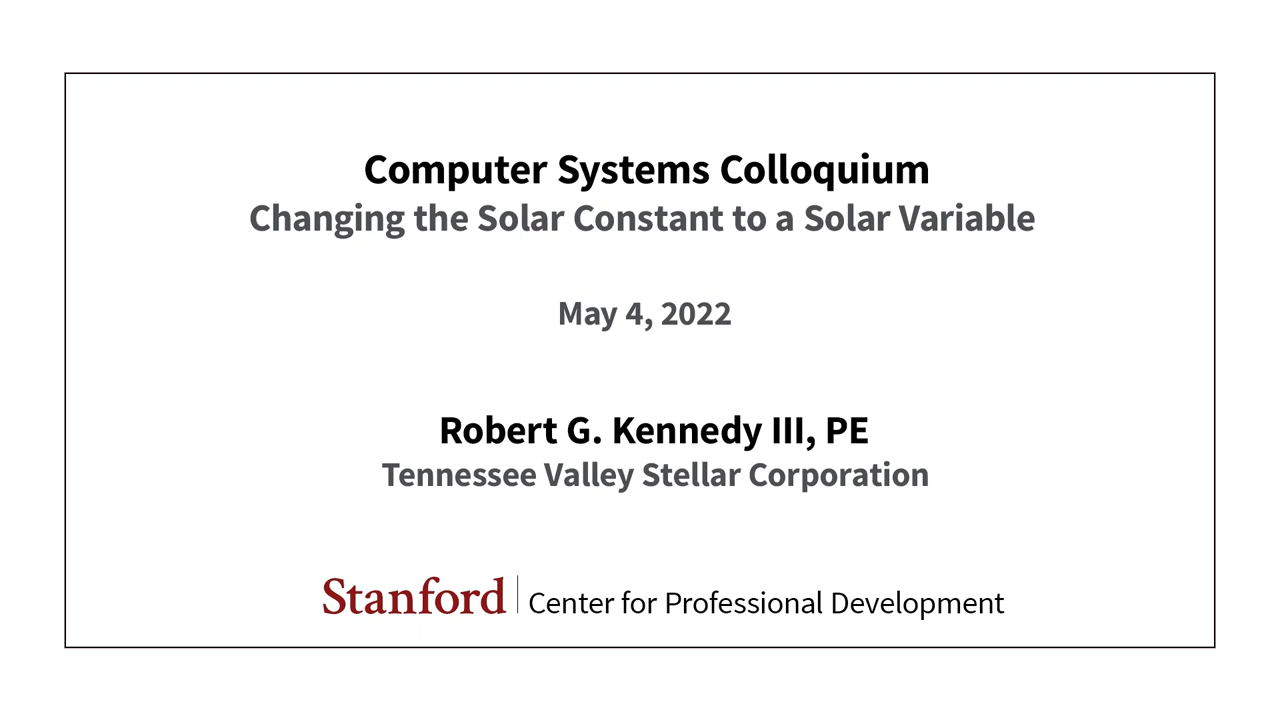 Computer Systems Colloquium
Changing the Solar Constant to a Solar Variable
May 4, 2022
Robert G. Kennedy III, PE
Tennessee Valley Stellar Corporation
Stanford Center for Professional Development